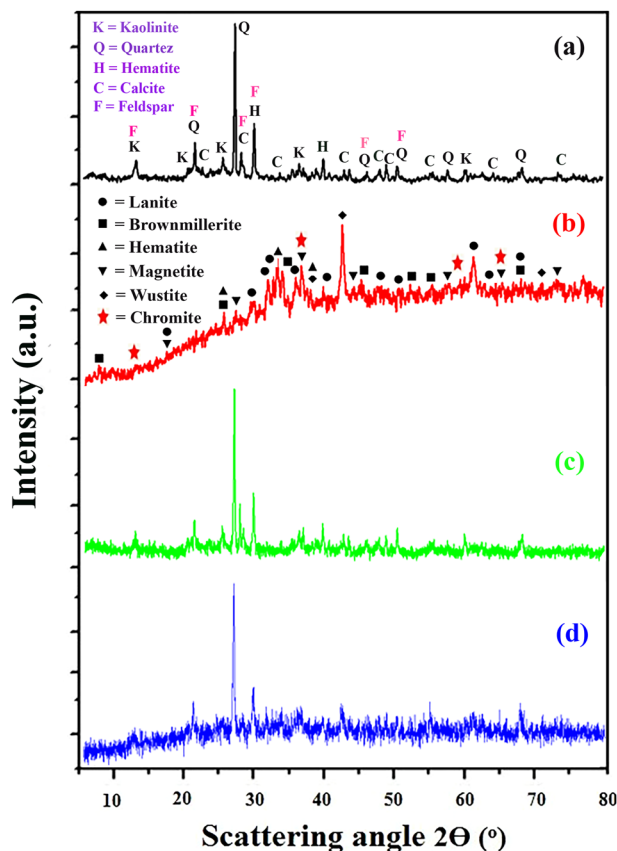 K = Kaolinite
Q = Quartez
H = Hematite
C = Calcite
F = Feldspar
(a)
Q
F
F
H
F
F
Q
F
C
F
F
K
K
C
K
C
K
H
C
Q
C
C
Q
C
Q
K
C
Q
C
= Lanite
= Brownmillerite
= Hematite
= Magnetite
= Wustite
= Chromite
(b)
(c)
(d)
Intensity (a.u.)
10 20 30 40 50 60 70 80
Scattering angle 2Ɵ (º)